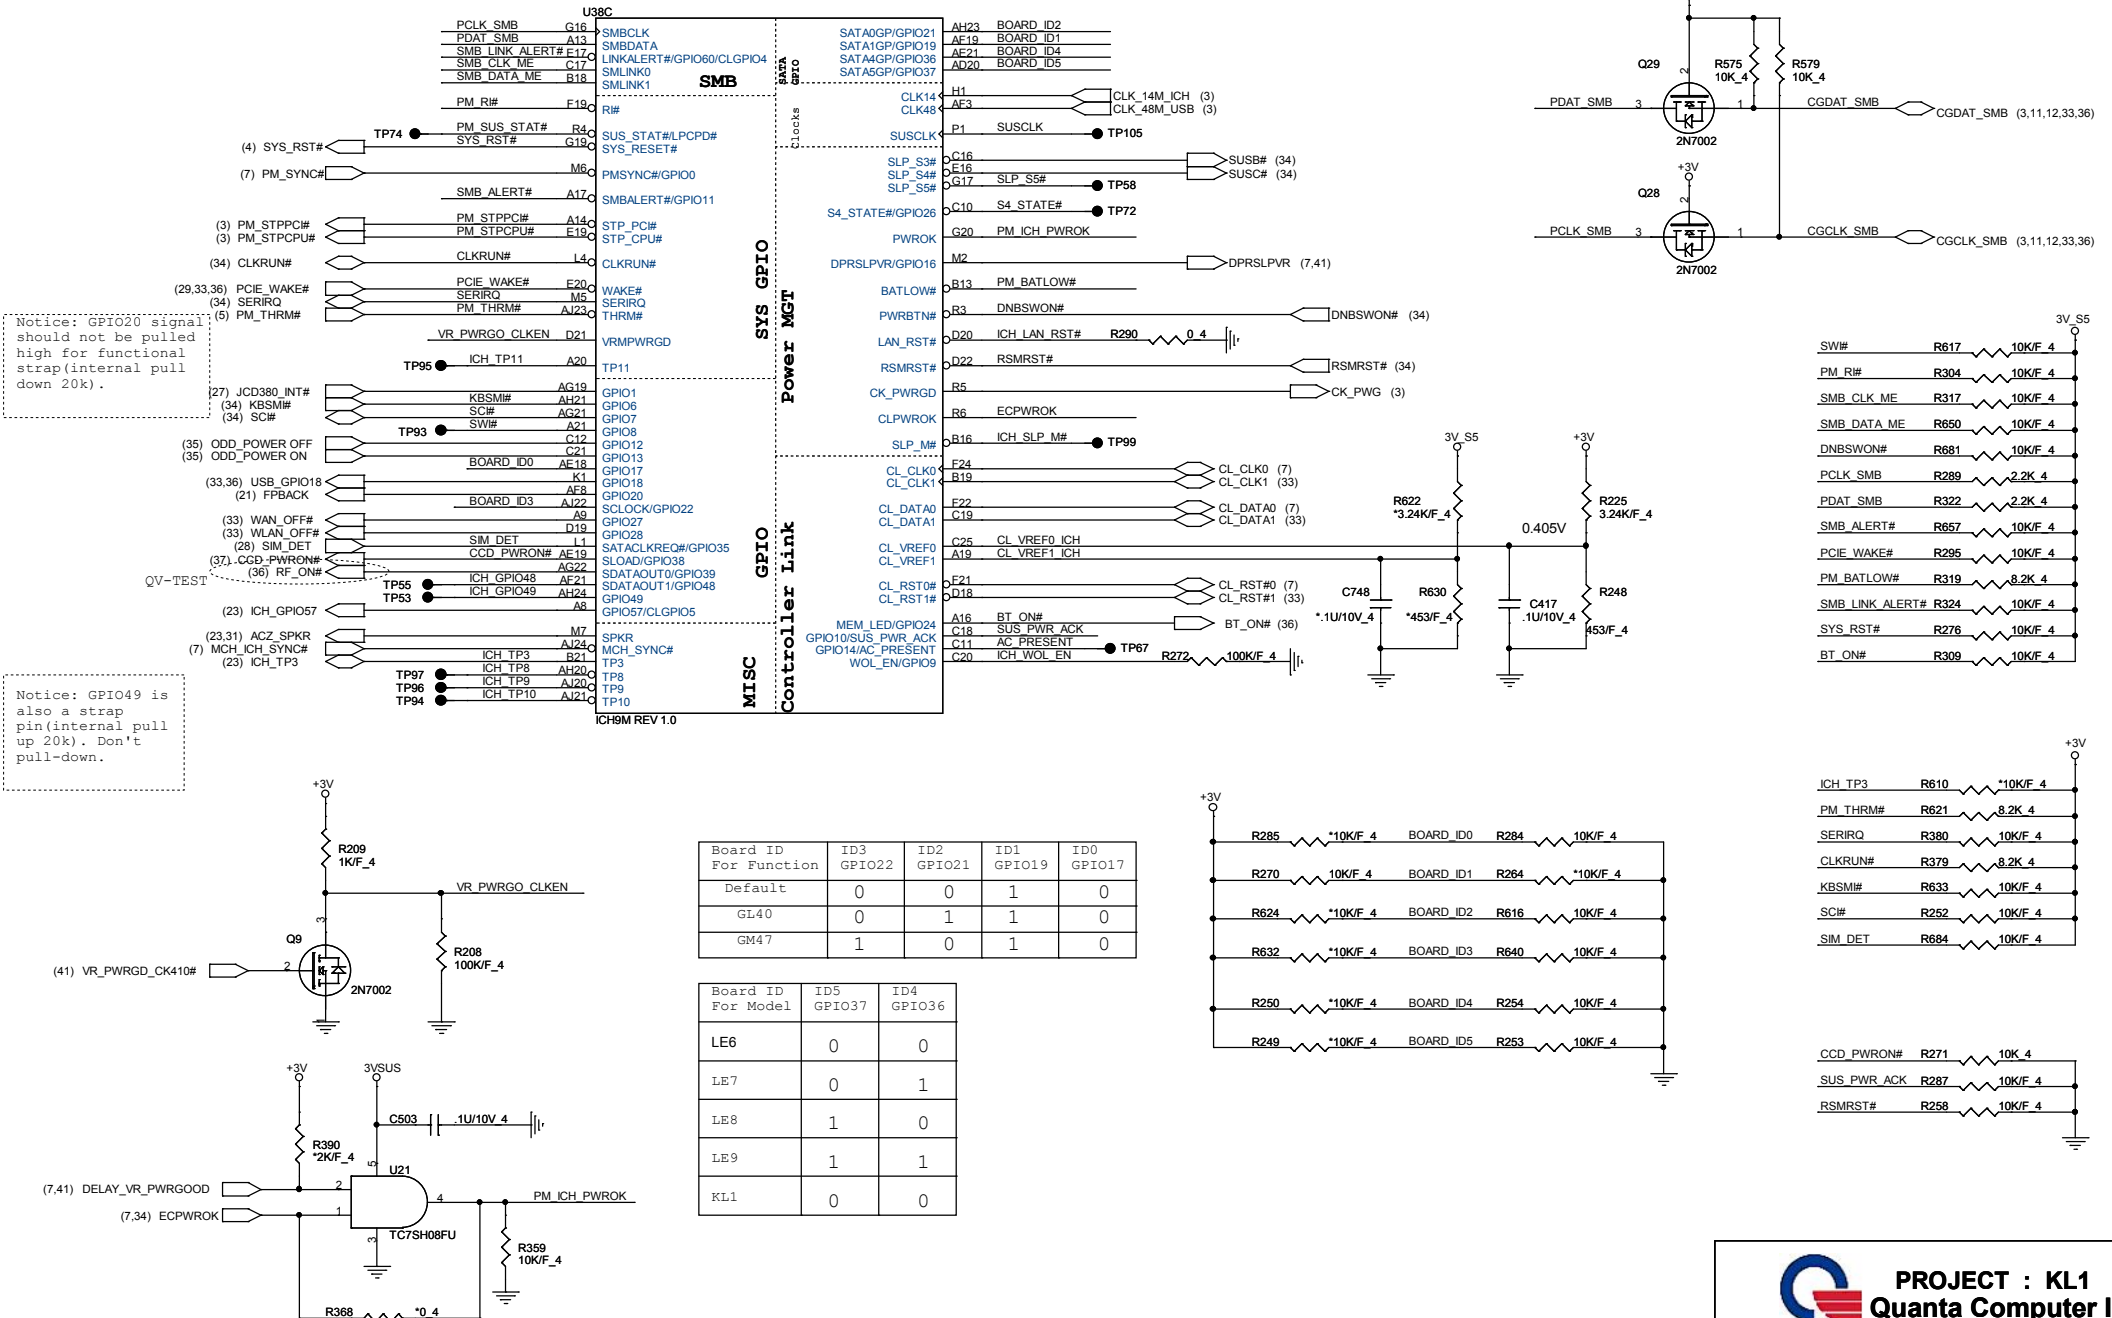 U38C
PCLK_SMB G16 SMBCLK
PDAT_SMB A13 SMBDATA
SMB_LINK_ALERT# E17 LINKALERT#/GPIO60/CLGPIO4
SMB_CLK_ME C17 SMLINK0
SMB_DATA_ME B18 SMLINK1
SMB
PM_RI# F19 RI#
TP74 PM_SUS_STAT# R4 SUS_STAT#/LPCPD#
(4) SYS_RST# SYS_RST# G19 SYS_RESET#
(7) PM_SYNC# M6 PMSYNC#/GPIO0
SMB_ALERT# A17 SMBALERT#/GPIO11
(3) PM_STPPCI# PM_STPPCI# A14 STP_PCI#
(3) PM_STPCPU# PM_STPCPU# E19 STP_CPU#
(34) CLKRUN# CLKRUN# L4 CLKRUN#
(29,33,36) PCIE_WAKE# PCIE_WAKE# E20 WAKE#
(34) SERIRQ SERIRQ M5 SERIRQ
(5) PM_THRM# PM_THRM# AJ23 THRM#
VR_PWRGO_CLKEN D21 VRMPWRGD
TP95 ICH_TP11 A20 TP11
SYS GPIO
(27) JCD380_INT# AG19 GPIO1
(34) KBSMI# KBSMI# AH21 GPIO6
(34) SCI# SCI# AG21 GPIO7
TP93 SWI# A21 GPIO8
(35) ODD_POWER OFF C12 GPIO12
(35) ODD_POWER ON C21 GPIO13
BOARD_ID0 AE18 GPIO17
(33,36) USB_GPIO18 K1 GPIO18
(21) FPBACK AF8 GPIO20
BOARD_ID3 AJ22 SCLOCK/GPIO22
(33) WAN_OFF# A9 GPIO27
(33) WLAN_OFF# D19 GPIO28
(28) SIM_DET SIM_DET L1 SATACLKREQ#/GPIO35
(37) CCD_PWRON# CCD_PWRON# AE19 SLOAD/GPIO38
(36) RF_ON# AG22 SDATAOUT0/GPIO39
QV-TEST
TP55 ICH_GPIO48 AF21 SDATAOUT1/GPIO48
TP53 ICH_GPIO49 AH24 GPIO49
(23) ICH_GPIO57 A8 GPIO57/CLGPIO5
GPIO
(23,31) ACZ_SPKR M7 SPKR
(7) MCH_ICH_SYNC# AJ24 MCH_SYNC#
(23) ICH_TP3 ICH_TP3 B21 TP3
TP97 ICH_TP8 AH20 TP8
TP96 ICH_TP9 AJ20 TP9
TP94 ICH_TP10 AJ21 TP10
MISC
ICH9M REV 1.0
SATA
GPIO
SATA0GP/GPIO21 AH23 BOARD_ID2
SATA1GP/GPIO19 AF19 BOARD_ID1
SATA4GP/GPIO36 AE21 BOARD_ID4
SATA5GP/GPIO37 AD20 BOARD_ID5
Clocks
CLK14 H1 CLK_14M_ICH (3)
CLK48 AF3 CLK_48M_USB (3)
SUSCLK P1 SUSCLK TP105
SLP_S3# C16 SUSB# (34)
SLP_S4# E16 SUSC# (34)
SLP_S5# G17 SLP_S5# TP58
S4_STATE#/GPIO26 C10 S4_STATE# TP72
PWROK G20 PM_ICH_PWROK
DPRSLPVR/GPIO16 M2 DPRSLPVR (7,41)
BATLOW# B13 PM_BATLOW#
PWRBTN# R3 DNBSWON# DNBSWON# (34)
LAN_RST# D20 ICH_LAN_RST# R290 0_4
RSMRST# D22 RSMRST# RSMRST# (34)
CK_PWRGD R5 CK_PWG (3)
CLPWROK R6 ECPWROK
SLP_M# B16 ICH_SLP_M# TP99
Power MGT
CL_CLK0 F24 CL_CLK0 (7)
CL_CLK1 B19 CL_CLK1 (33)
CL_DATA0 F22 CL_DATA0 (7)
CL_DATA1 C19 CL_DATA1 (33)
CL_VREF0 C25 CL_VREF0_ICH
CL_VREF1 A19 CL_VREF1_ICH
CL_RST0# F21 CL_RST#0 (7)
CL_RST1# D18 CL_RST#1 (33)
MEM_LED/GPIO24 A16 BT_ON# BT_ON# (36)
GPIO10/SUS_PWR_ACK C18 SUS_PWR_ACK
GPIO14/AC_PRESENT C11 AC_PRESENT TP67
WOL_EN/GPIO9 C20 ICH_WOL_EN R272 100K/F_4
Controller Link
Notice: GPIO20 signal
should not be pulled
high for functional
strap(internal pull
down 20k).
Notice: GPIO49 is
also a strap
pin(internal pull
up 20k). Don't
pull-down.
3V_S5 +3V
R622
*3.24K/F_4
R225
3.24K/F_4
0.405V
C748
*.1U/10V_4
R630
*453/F_4
C417
.1U/10V_4
R248
453/F_4
R575
10K_4
R579
10K_4
Q29
2
PDAT_SMB 3 1 CGDAT_SMB CGDAT_SMB (3,11,12,33,36)
2N7002
+3V
Q28
2
PCLK_SMB 3 1 CGCLK_SMB CGCLK_SMB (3,11,12,33,36)
2N7002
3V_S5
SWI# R617 10K/F_4
PM_RI# R304 10K/F_4
SMB_CLK_ME R317 10K/F_4
SMB_DATA_ME R650 10K/F_4
DNBSWON# R681 10K/F_4
PCLK_SMB R289 2.2K_4
PDAT_SMB R322 2.2K_4
SMB_ALERT# R657 10K/F_4
PCIE_WAKE# R295 10K/F_4
PM_BATLOW# R319 8.2K_4
SMB_LINK_ALERT# R324 10K/F_4
SYS_RST# R276 10K/F_4
BT_ON# R309 10K/F_4
+3V
ICH_TP3 R610 *10K/F_4
PM_THRM# R621 8.2K_4
SERIRQ R380 10K/F_4
CLKRUN# R379 8.2K_4
KBSMI# R633 10K/F_4
SCI# R252 10K/F_4
SIM_DET R684 10K/F_4
CCD_PWRON# R271 10K_4
SUS_PWR_ACK R287 10K/F_4
RSMRST# R258 10K/F_4
+3V
R209
1K/F_4
VR_PWRGO_CLKEN
3
Q9
(41) VR_PWRGD_CK410# 2
2N7002
1
R208
100K/F_4
+3V 3VSUS
C503 .1U/10V_4
R390
*2K/F_4
5
U21
(7,41) DELAY_VR_PWRGOOD 2
4 PM_ICH_PWROK
(7,34) ECPWROK 1
3
TC7SH08FU
R359
10K/F_4
R368 *0_4
Board ID For Function ID3 GPIO22 ID2 GPIO21 ID1 GPIO19 ID0 GPIO17
Default 0 0 1 0
GL40 0 1 1 0
GM47 1 0 1 0
Board ID For Model ID5 GPIO37 ID4 GPIO36
LE6 0 0
LE7 0 1
LE8 1 0
LE9 1 1
KL1 0 0
+3V
R285 *10K/F_4 BOARD_ID0 R284 10K/F_4
R270 10K/F_4 BOARD_ID1 R264 *10K/F_4
R624 *10K/F_4 BOARD_ID2 R616 10K/F_4
R632 *10K/F_4 BOARD_ID3 R640 10K/F_4
R250 *10K/F_4 BOARD_ID4 R254 10K/F_4
R249 *10K/F_4 BOARD_ID5 R253 10K/F_4
PROJECT : KL1
Quanta Computer I